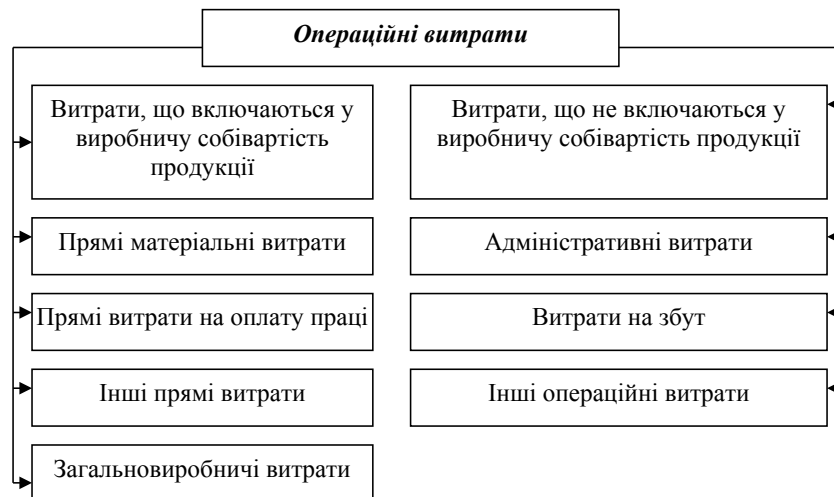 Операційні витрати
Витрати, що включаються у
виробничу собівартість
продукції
Витрати, що не включаються у
виробничу собівартість продукції
Прямі матеріальні витрати
Адміністративні витрати
Прямі витрати на оплату праці
Витрати на збут
Інші прямі витрати
Інші операційні витрати
Загальновиробничі витрати